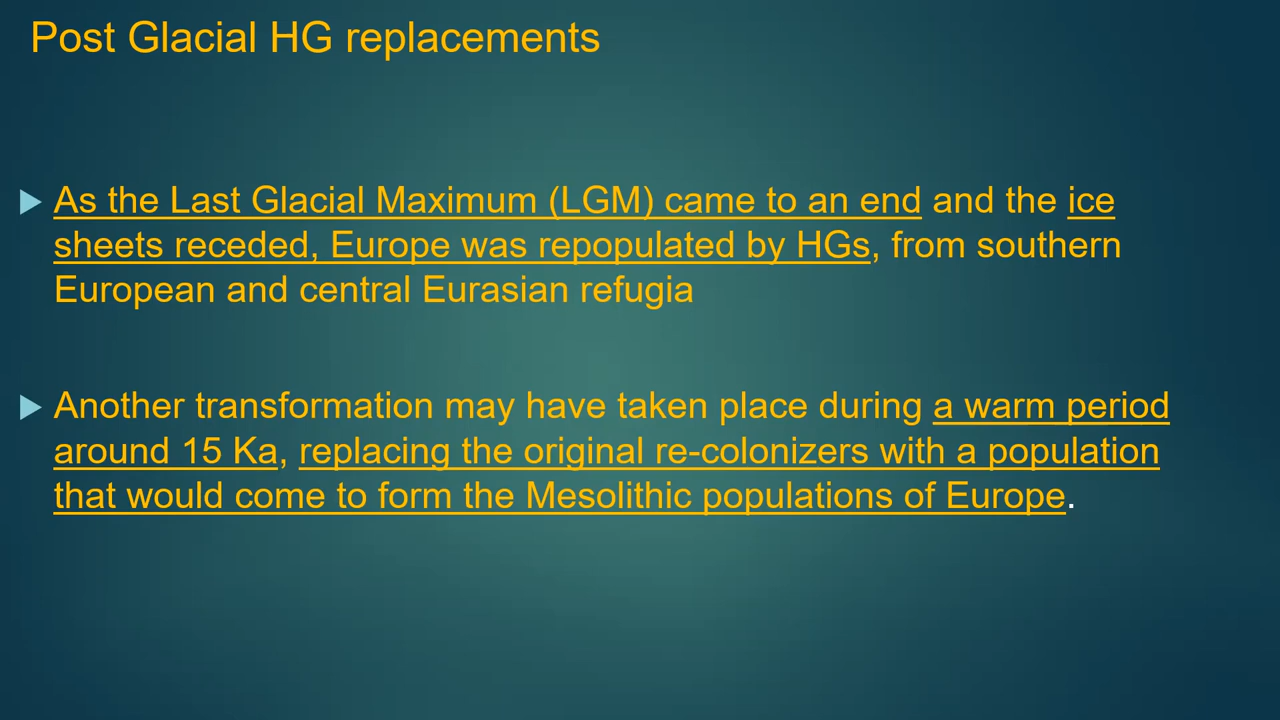 Post Glacial HG replacements
As the Last Glacial Maximum (LGM) came to an end and the ice
sheets receded, Europe was repopulated by HGs, from southern
European and central Eurasian refugia
Another transformation may have taken place during a warm period
around 15 Ka, replacing the original re-colonizers with a population
that would come to form the Mesolithic populations of Europe.